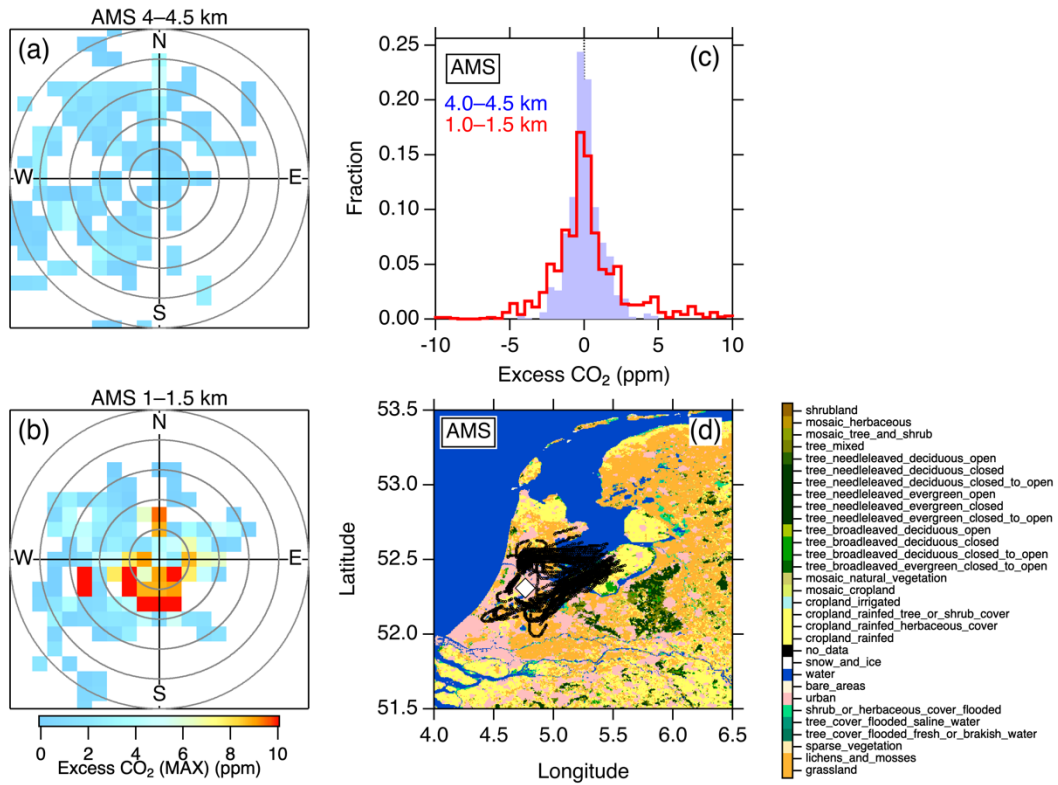 AMS 4–4.5 km
(a)
N
W
E
S
(c)
AMS
4.0–4.5 km
1.0–1.5 km
0.25
0.20
0.15
0.10
0.05
0.00
Fraction
-10
-5
0
5
10
Excess CO₂ (ppm)
AMS 1–1.5 km
(b)
N
W
E
S
0
2
4
6
8
10
Excess CO₂ (MAX) (ppm)
AMS
(d)
53.5
53.0
52.5
52.0
51.5
Latitude
4.0
4.5
5.0
5.5
6.0
6.5
Longitude
shrubland
mosaic_herbaceous
mosaic_tree_and_shrub
tree_mixed
tree_needleleaved_deciduous_open
tree_needleleaved_deciduous_closed
tree_needleleaved_deciduous_closed_to_open
tree_needleleaved_evergreen_open
tree_needleleaved_evergreen_closed
tree_needleleaved_evergreen_closed_to_open
tree_broadleaved_deciduous_open
tree_broadleaved_deciduous_closed
tree_broadleaved_deciduous_closed_to_open
tree_broadleaved_evergreen_closed_to_open
mosaic_natural_vegetation
mosaic_cropland
cropland_irrigated
cropland_rainfed_tree_or_shrub_cover
cropland_rainfed_herbaceous_cover
cropland_rainfed
no_data
snow_and_ice
water
bare_areas
urban
shrub_or_herbaceous_cover_flooded
tree_cover_flooded_saline_water
tree_cover_flooded_fresh_or_brakish_water
sparse_vegetation
lichens_and_mosses
grassland